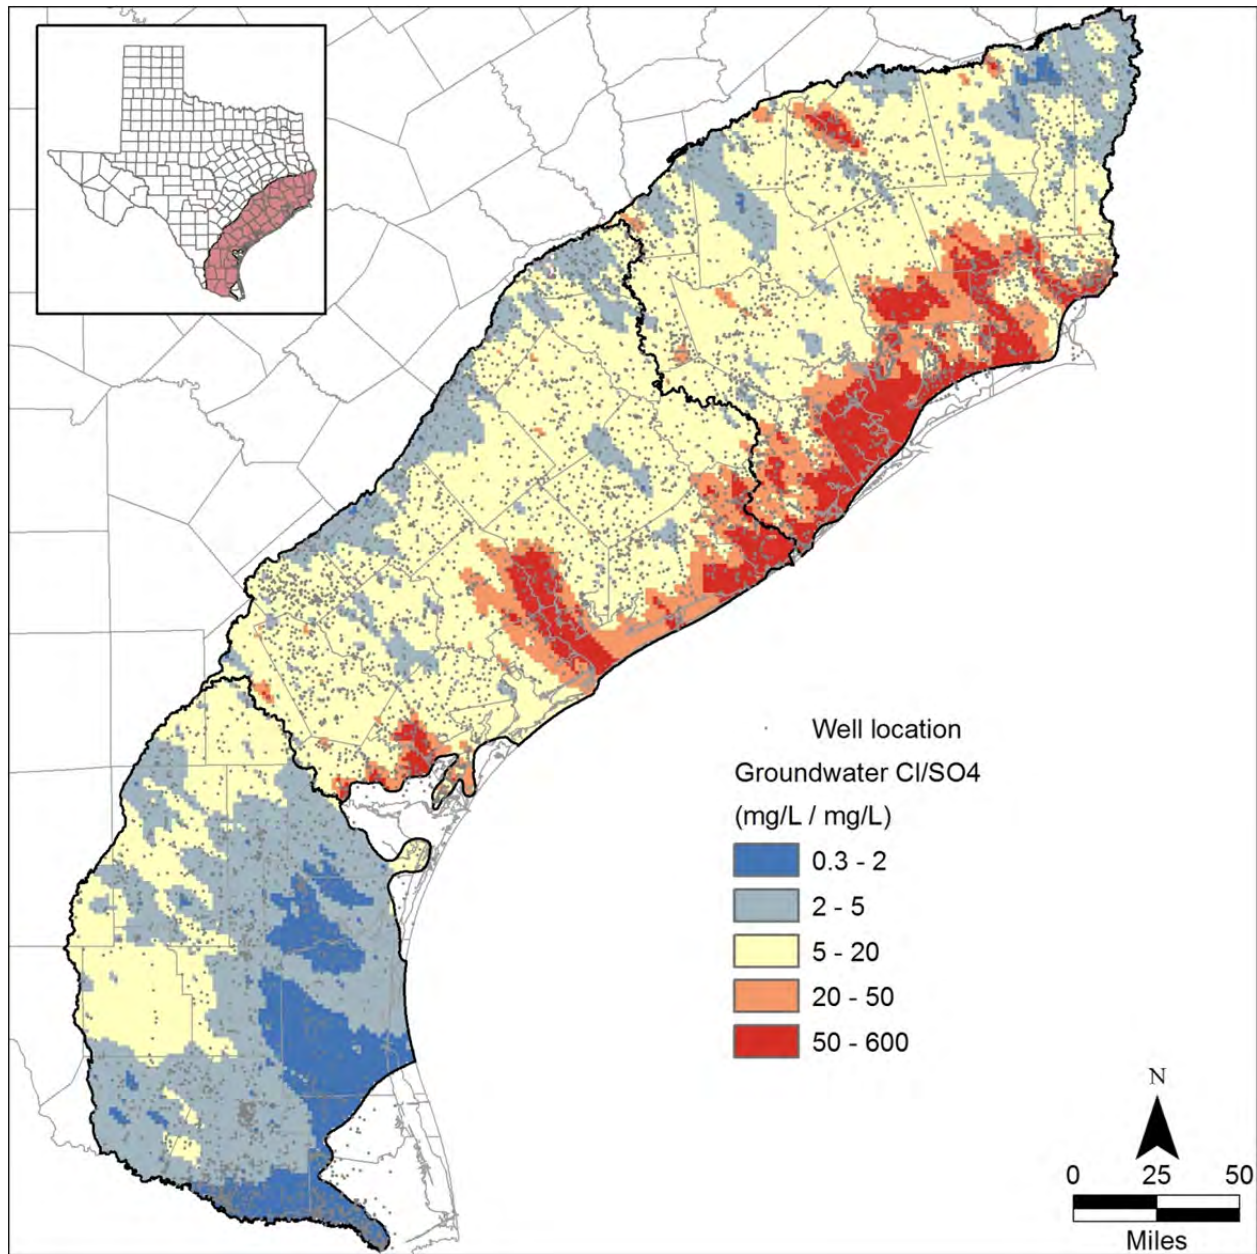 Well location
Groundwater Cl/SO4
(mg/L / mg/L)
0.3 - 2
2 - 5
5 - 20
20 - 50
50 - 600
N
0 25 50
Miles